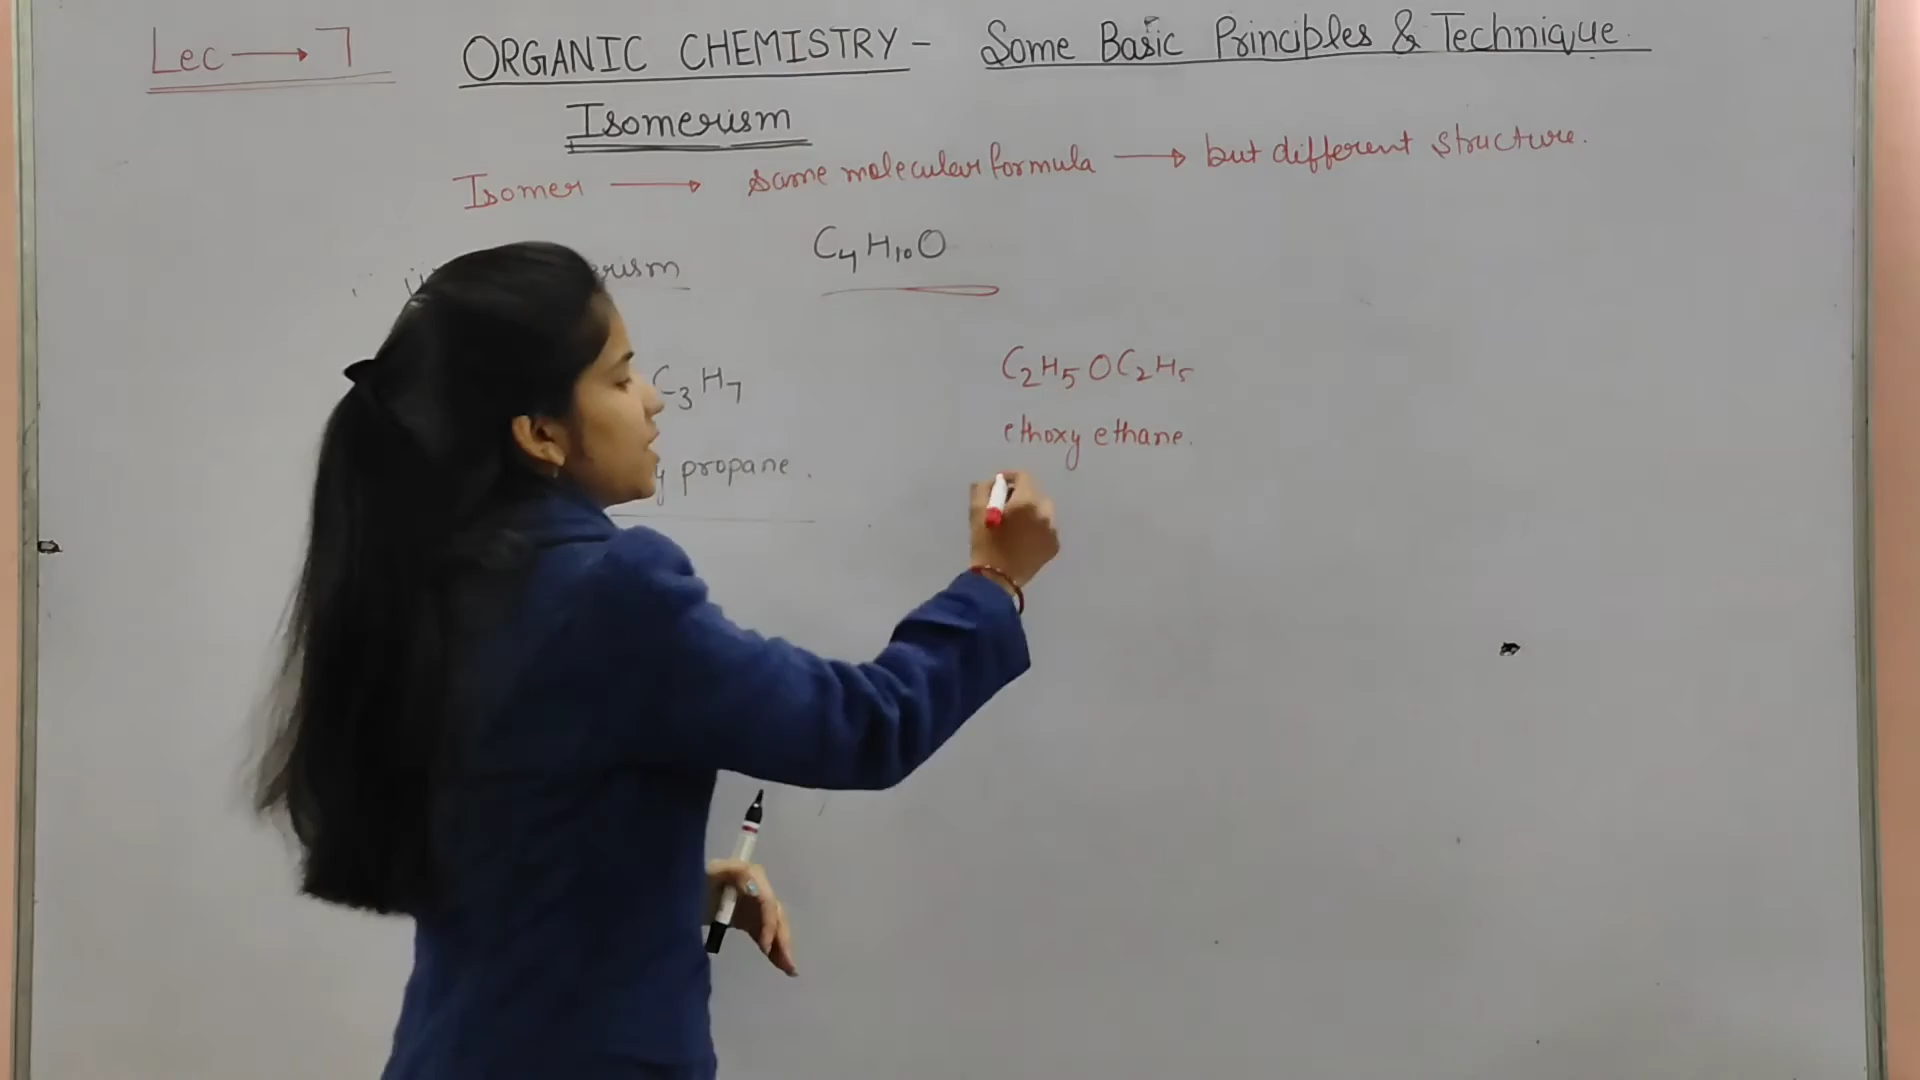 Lec → 7
ORGANIC CHEMISTRY - Some Basic Principles & Technique.
Isomerism
Isomer → same molecular formula → but different structure.
C₄H₁₀O
C₃H₇
C₂H₅OC₂H₅
propane.
ethoxy ethane.